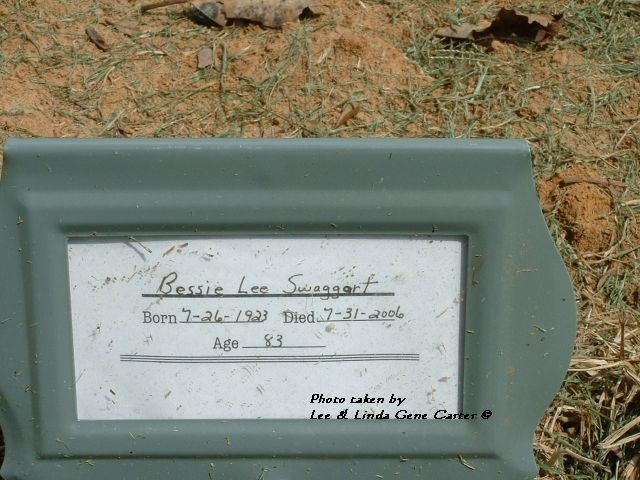 Bessie Lee Swaggart
Born 7-26-1923 Died 7-31-2006
Age 83
Photo taken by
Lee & Linda Gene Carter ©